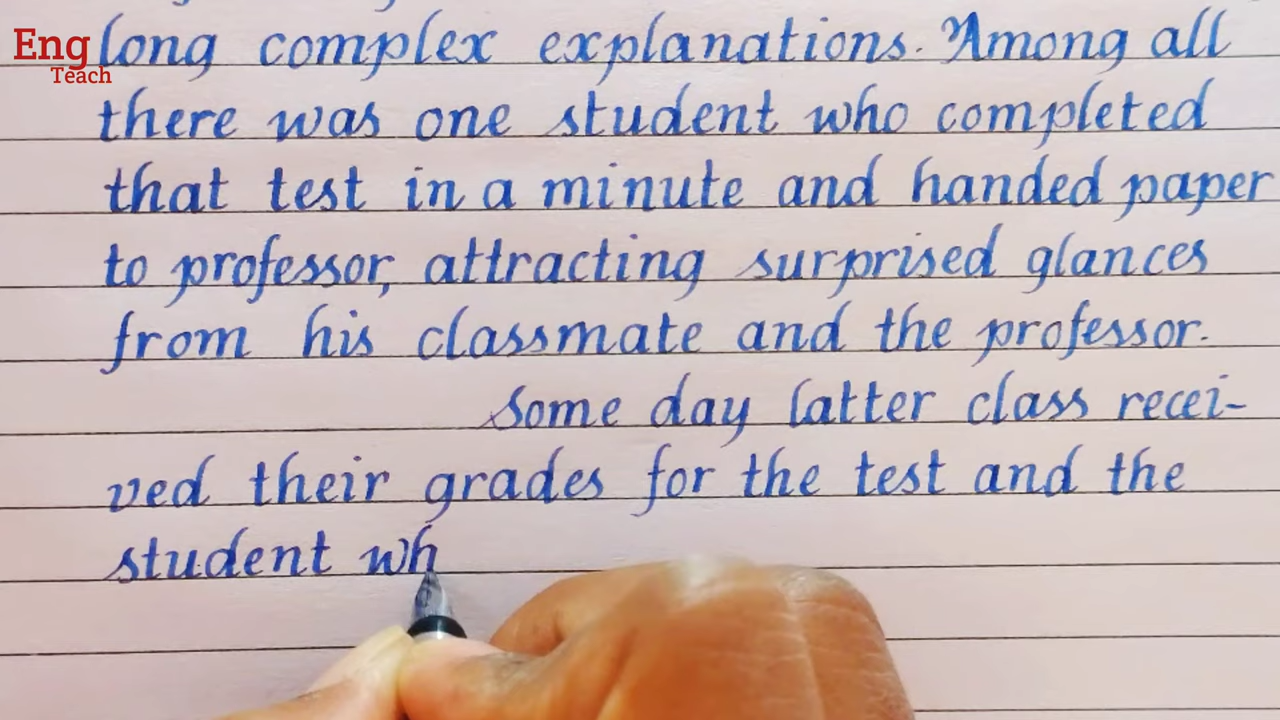 Eng
Teach
long complex explanations. Among all
there was one student who completed
that test in a minute and handed paper
to professor, attracting surprised glances
from his classmate and the professor.
Some day latter class recei-
ved their grades for the test and the
student wh